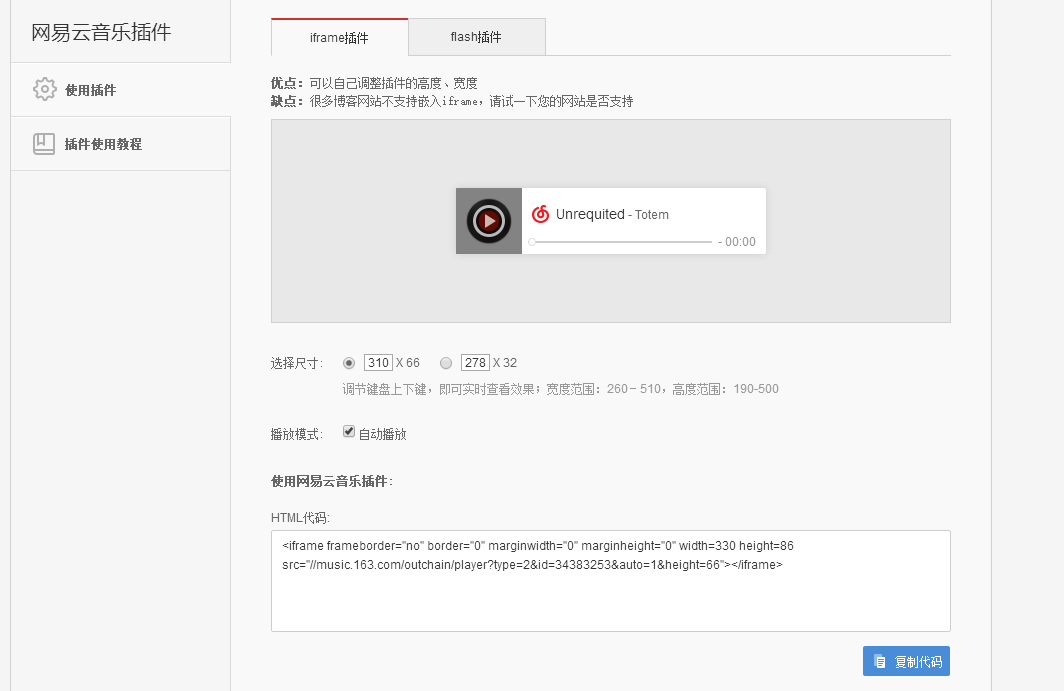 网易云音乐插件
使用插件
插件使用教程
iframe插件
flash插件
优点：可以自己调整插件的高度、宽度
缺点：很多博客网站不支持嵌入iframe，请试一下您的网站是否支持
Unrequited - Totem
- 00:00
选择尺寸: 310 X 66 278 X 32
调节键盘上下键，即可实时查看效果；宽度范围：260 – 510，高度范围：190-500
播放模式: 自动播放
使用网易云音乐插件:
HTML代码:
<iframe frameborder="no" border="0" marginwidth="0" marginheight="0" width=330 height=86
src="//music.163.com/outchain/player?type=2&id=34383253&auto=1&height=66"></iframe>
复制代码